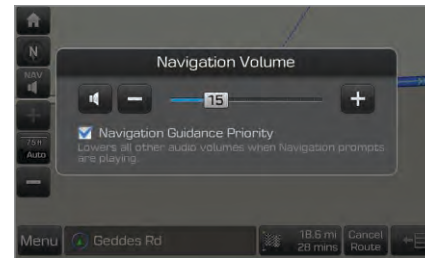 N
NAV
Navigation Volume
15
Navigation Guidance Priority
Lowers all other audio volumes when Navigation prompts
are playing.
Auto
Menu
Geddes Rd
18.6 mi
28 mins
Cancel
Route